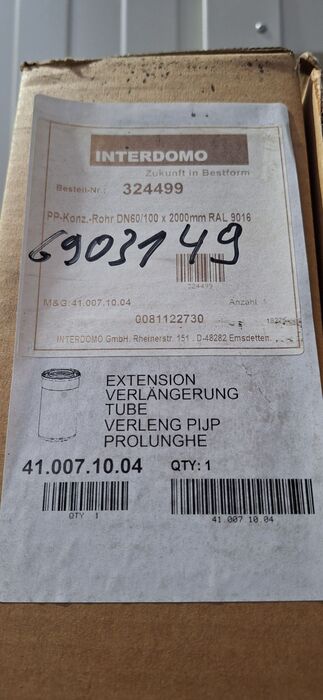 INTERDOMO
Zukunft in Bestform
Bestell-Nr.: 324499
PP-Konz.-Rohr DN60/100 x 2000mm RAL 9016
6903149
324499
M&G:41.007.10.04 Anzahl 1
0081122730
INTERDOMO GmbH. Rheinerstr. 151 . D-48282 Emsdetten
EXTENSION
VERLÄNGERUNG
TUBE
VERLENG PIJP
PROLUNGHE
41.007.10.04 QTY: 1
QTY 1
41 007 10 04